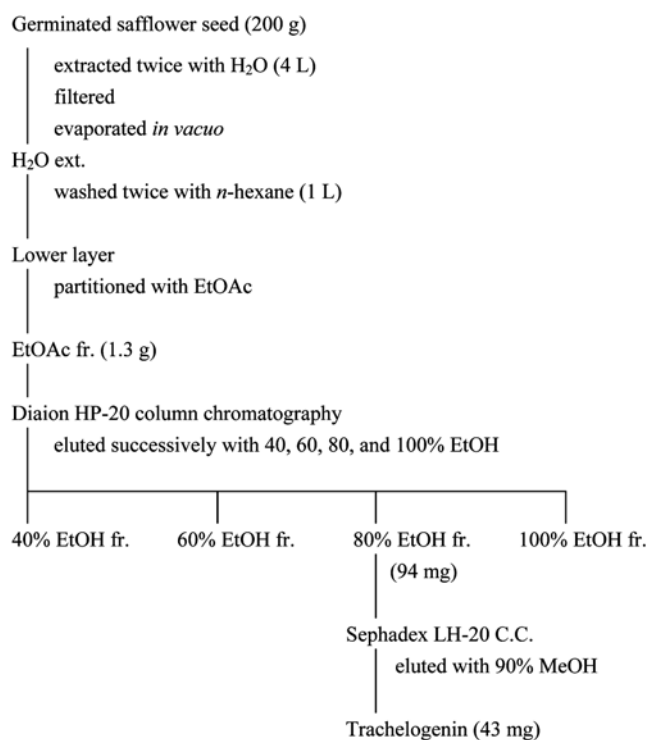 Germinated safflower seed (200 g)
extracted twice with H₂O (4 L)
filtered
evaporated in vacuo
H₂O ext.
washed twice with n-hexane (1 L)
Lower layer
partitioned with EtOAc
EtOAc fr. (1.3 g)
Diaion HP-20 column chromatography
eluted successively with 40, 60, 80, and 100% EtOH
40% EtOH fr. 60% EtOH fr. 80% EtOH fr. 100% EtOH fr.
(94 mg)
Sephadex LH-20 C.C.
eluted with 90% MeOH
Trachelogenin (43 mg)